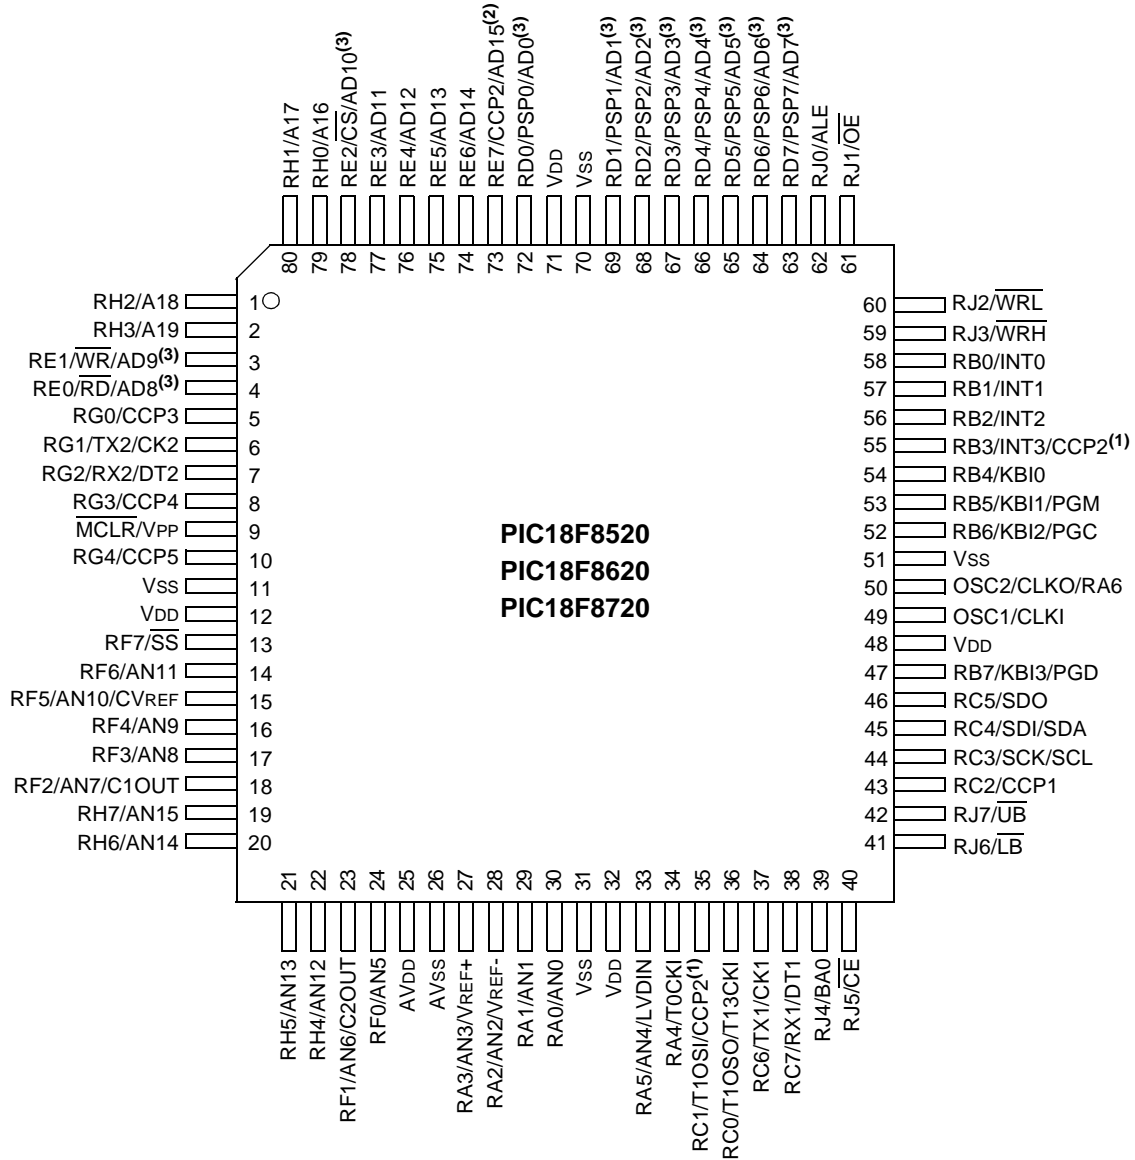 RH1/A17
RH0/A16
RE2/CS/AD10(3)
RE3/AD11
RE4/AD12
RE5/AD13
RE6/AD14
RE7/CCP2/AD15(2)
RD0/PSP0/AD0(3)
VDD
VSS
RD1/PSP1/AD1(3)
RD2/PSP2/AD2(3)
RD3/PSP3/AD3(3)
RD4/PSP4/AD4(3)
RD5/PSP5/AD5(3)
RD6/PSP6/AD6(3)
RD7/PSP7/AD7(3)
RJ0/ALE
RJ1/OE
80 79 78 77 76 75 74 73 72 71 70 69 68 67 66 65 64 63 62 61
RH2/A18 1
RH3/A19 2
RE1/WR/AD9(3) 3
RE0/RD/AD8(3) 4
RG0/CCP3 5
RG1/TX2/CK2 6
RG2/RX2/DT2 7
RG3/CCP4 8
MCLR/VPP 9
RG4/CCP5 10
VSS 11
VDD 12
RF7/SS 13
RF6/AN11 14
RF5/AN10/CVREF 15
RF4/AN9 16
RF3/AN8 17
RF2/AN7/C1OUT 18
RH7/AN15 19
RH6/AN14 20
PIC18F8520
PIC18F8620
PIC18F8720
60 RJ2/WRL
59 RJ3/WRH
58 RB0/INT0
57 RB1/INT1
56 RB2/INT2
55 RB3/INT3/CCP2(1)
54 RB4/KBI0
53 RB5/KBI1/PGM
52 RB6/KBI2/PGC
51 VSS
50 OSC2/CLKO/RA6
49 OSC1/CLKI
48 VDD
47 RB7/KBI3/PGD
46 RC5/SDO
45 RC4/SDI/SDA
44 RC3/SCK/SCL
43 RC2/CCP1
42 RJ7/UB
41 RJ6/LB
21 22 23 24 25 26 27 28 29 30 31 32 33 34 35 36 37 38 39 40
RH5/AN13
RH4/AN12
RF1/AN6/C2OUT
RF0/AN5
AVDD
AVSS
RA3/AN3/VREF+
RA2/AN2/VREF-
RA1/AN1
RA0/AN0
VSS
VDD
RA5/AN4/LVDIN
RA4/T0CKI
RC1/T1OSI/CCP2(1)
RC0/T1OSO/T13CKI
RC6/TX1/CK1
RC7/RX1/DT1
RJ4/BA0
RJ5/CE